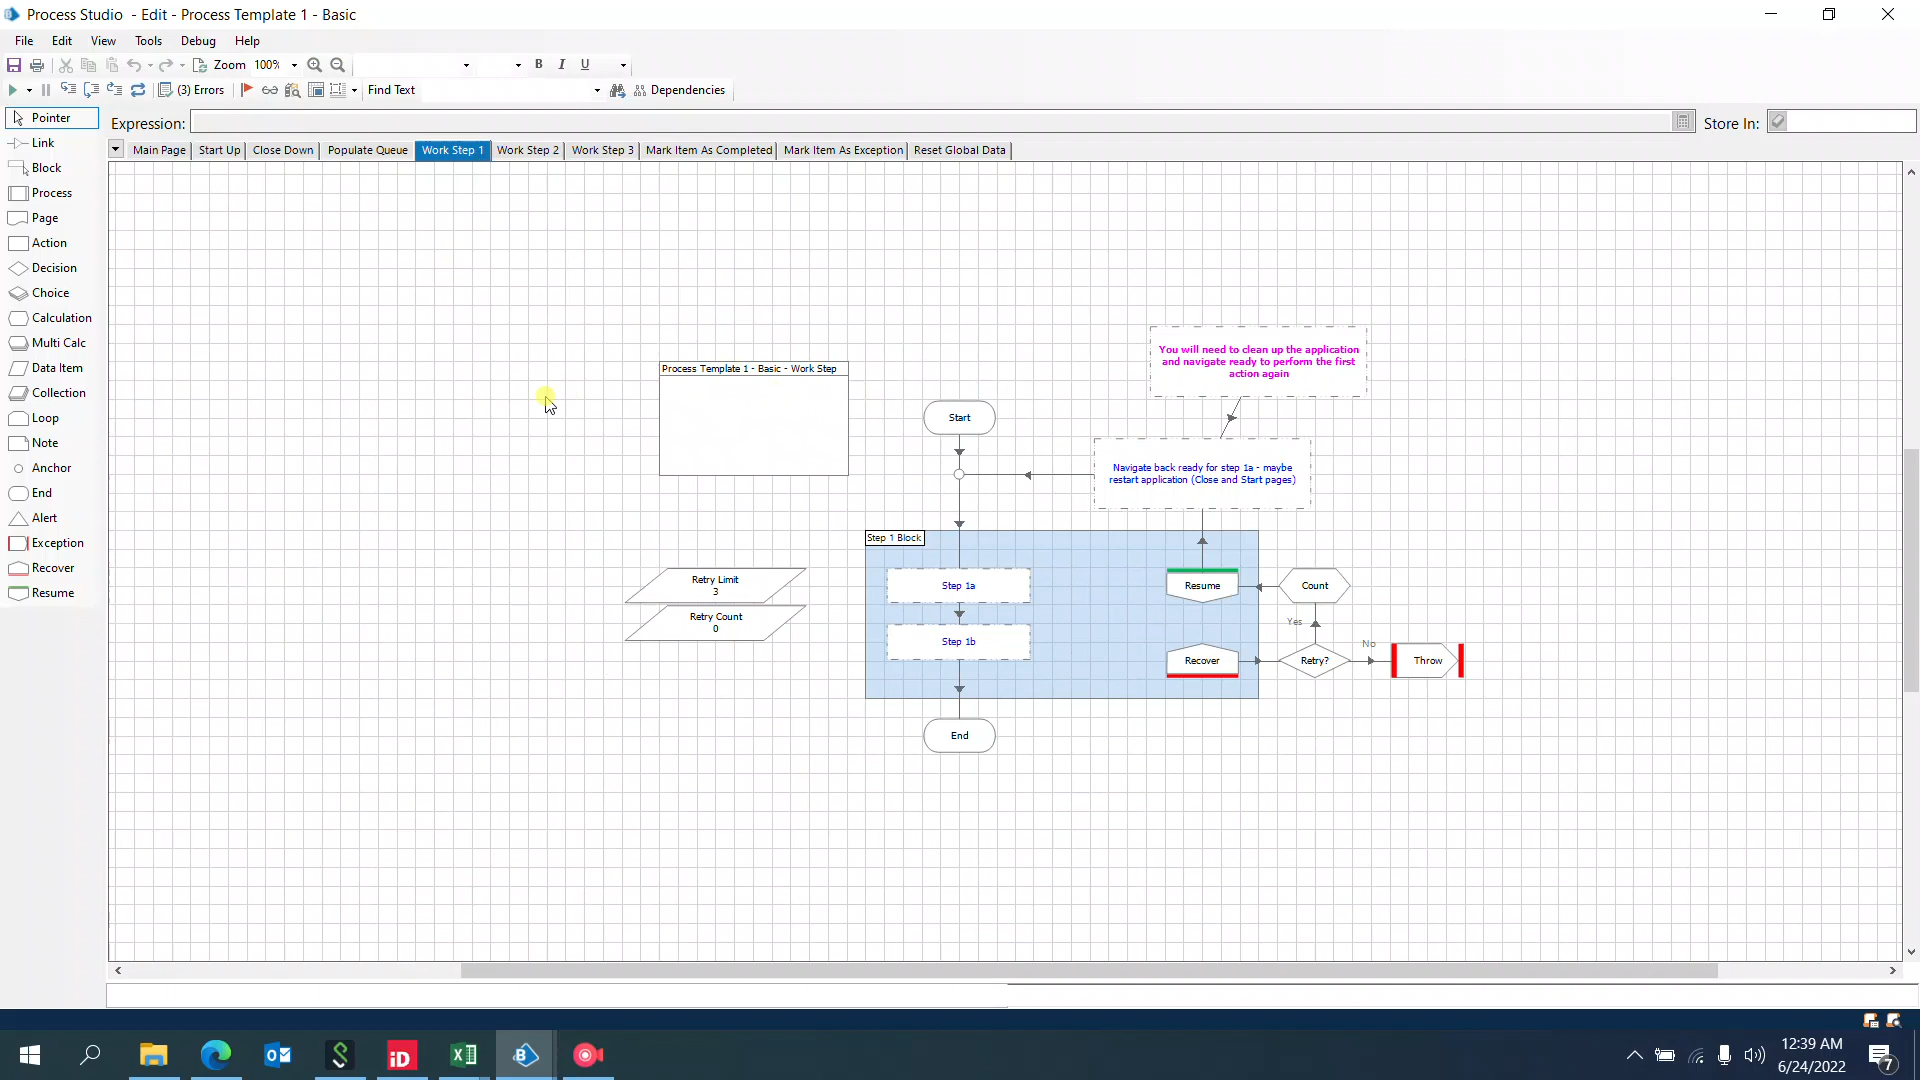 Process Studio - Edit - Process Template 1 - Basic
File Edit View Tools Debug Help
Zoom 100% B I U
(3) Errors Find Text Dependencies
Expression: Store In:
Main Page Start Up Close Down Populate Queue Work Step 1 Work Step 2 Work Step 3 Mark Item As Completed Mark Item As Exception Reset Global Data
Pointer
Link
Block
Process
Page
Action
Decision
Choice
Calculation
Multi Calc
Data Item
Collection
Loop
Note
Anchor
End
Alert
Exception
Recover
Resume
You will need to clean up the application
and navigate ready to perform the first
action again
Process Template 1 - Basic - Work Step
Start
Navigate back ready for step 1a - maybe
restart application (Close and Start pages)
Step 1 Block
Retry Limit
3
Retry Count
0
Step 1a
Step 1b
Resume
Count
Yes
Recover
Retry?
No
Throw
End
12:39 AM
6/24/2022
7